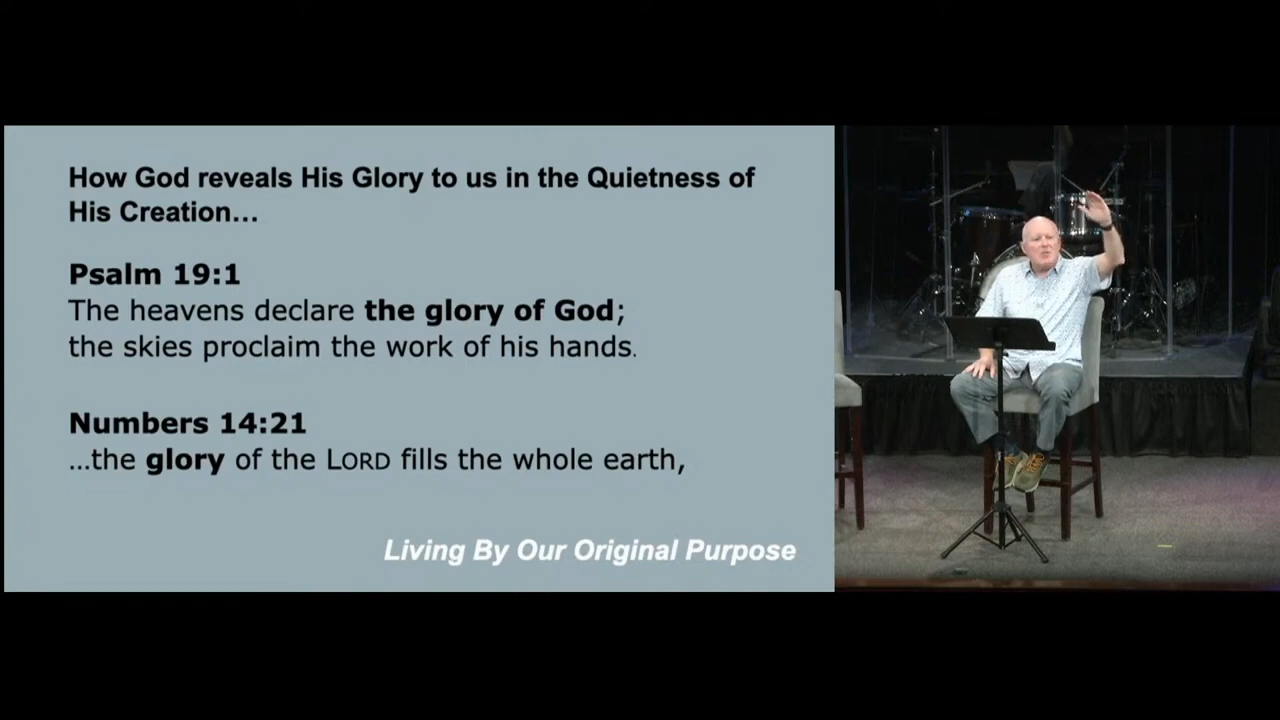 How God reveals His Glory to us in the Quietness of
His Creation...
Psalm 19:1
The heavens declare the glory of God;
the skies proclaim the work of his hands.
Numbers 14:21
...the glory of the LORD fills the whole earth,
Living By Our Original Purpose